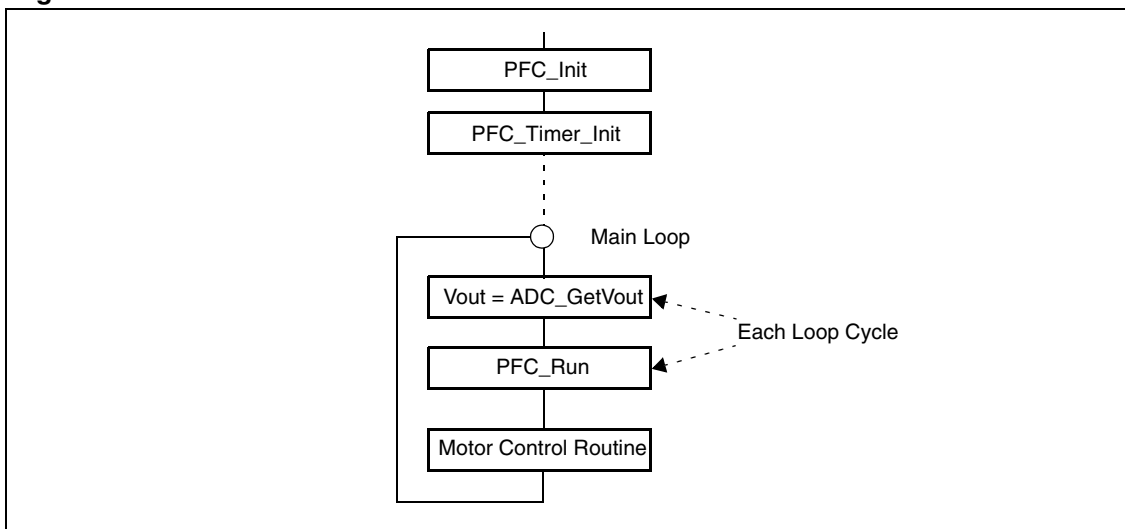 PFC_Init
PFC_Timer_Init
Main Loop
Vout = ADC_GetVout
Each Loop Cycle
PFC_Run
Motor Control Routine